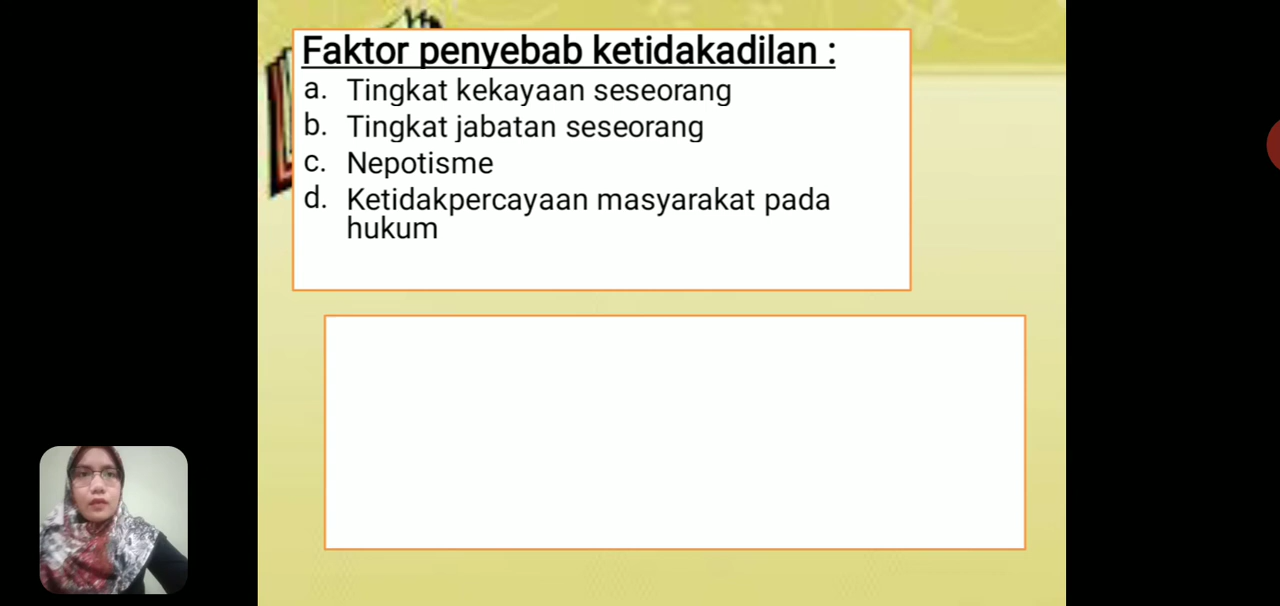 Faktor penyebab ketidakadilan :
a. Tingkat kekayaan seseorang
b. Tingkat jabatan seseorang
c. Nepotisme
d. Ketidakpercayaan masyarakat pada
hukum